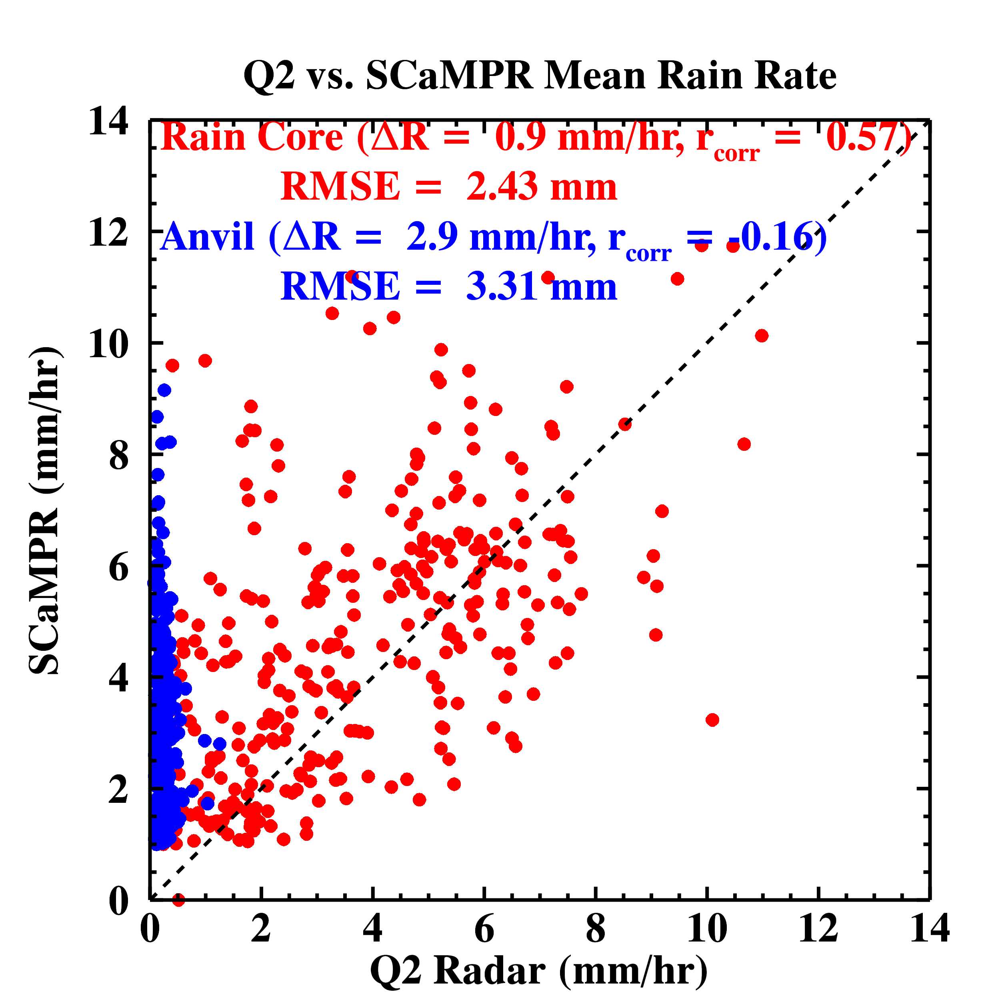 Q2 vs. SCaMPR Mean Rain Rate
Rain Core (ΔR = 0.9 mm/hr, rcorr = 0.57)
RMSE = 2.43 mm
Anvil (ΔR = 2.9 mm/hr, rcorr = -0.16)
RMSE = 3.31 mm
14
12
10
8
6
4
2
0
SCaMPR (mm/hr)
0 2 4 6 8 10 12 14
Q2 Radar (mm/hr)